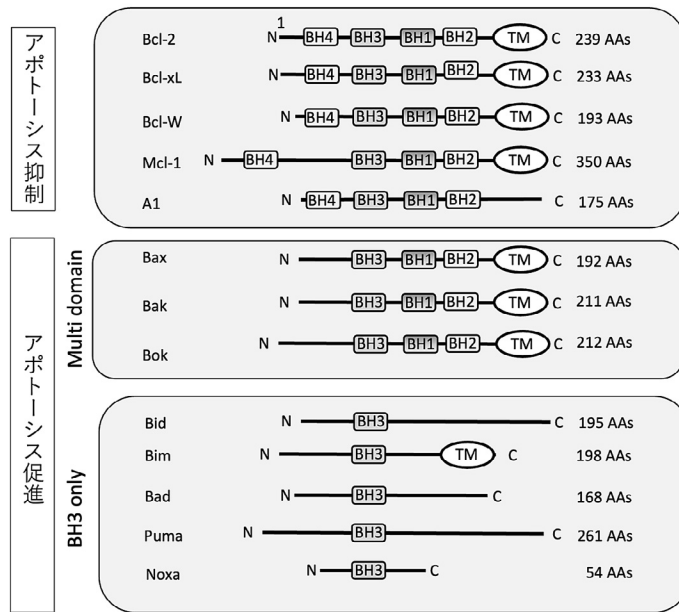 アポトーシス抑制
1
Bcl-2 N BH4 BH3 BH1 BH2 TM C 239 AAs
Bcl-xL N BH4 BH3 BH1 BH2 TM C 233 AAs
Bcl-W N BH4 BH3 BH1 BH2 TM C 193 AAs
Mcl-1 N BH4 BH3 BH1 BH2 TM C 350 AAs
A1 N BH4 BH3 BH1 BH2 C 175 AAs
アポトーシス促進
Multi domain
Bax N BH3 BH1 BH2 TM C 192 AAs
Bak N BH3 BH1 BH2 TM C 211 AAs
Bok N BH3 BH1 BH2 TM C 212 AAs
BH3 only
Bid N BH3 C 195 AAs
Bim N BH3 TM C 198 AAs
Bad N BH3 C 168 AAs
Puma N BH3 C 261 AAs
Noxa N BH3 C 54 AAs